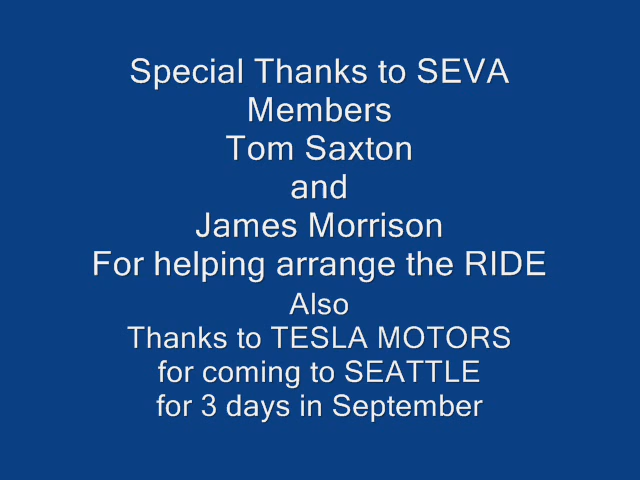 Special Thanks to SEVA
Members
Tom Saxton
and
James Morrison
For helping arrange the RIDE
Also
Thanks to TESLA MOTORS
for coming to SEATTLE
for 3 days in September